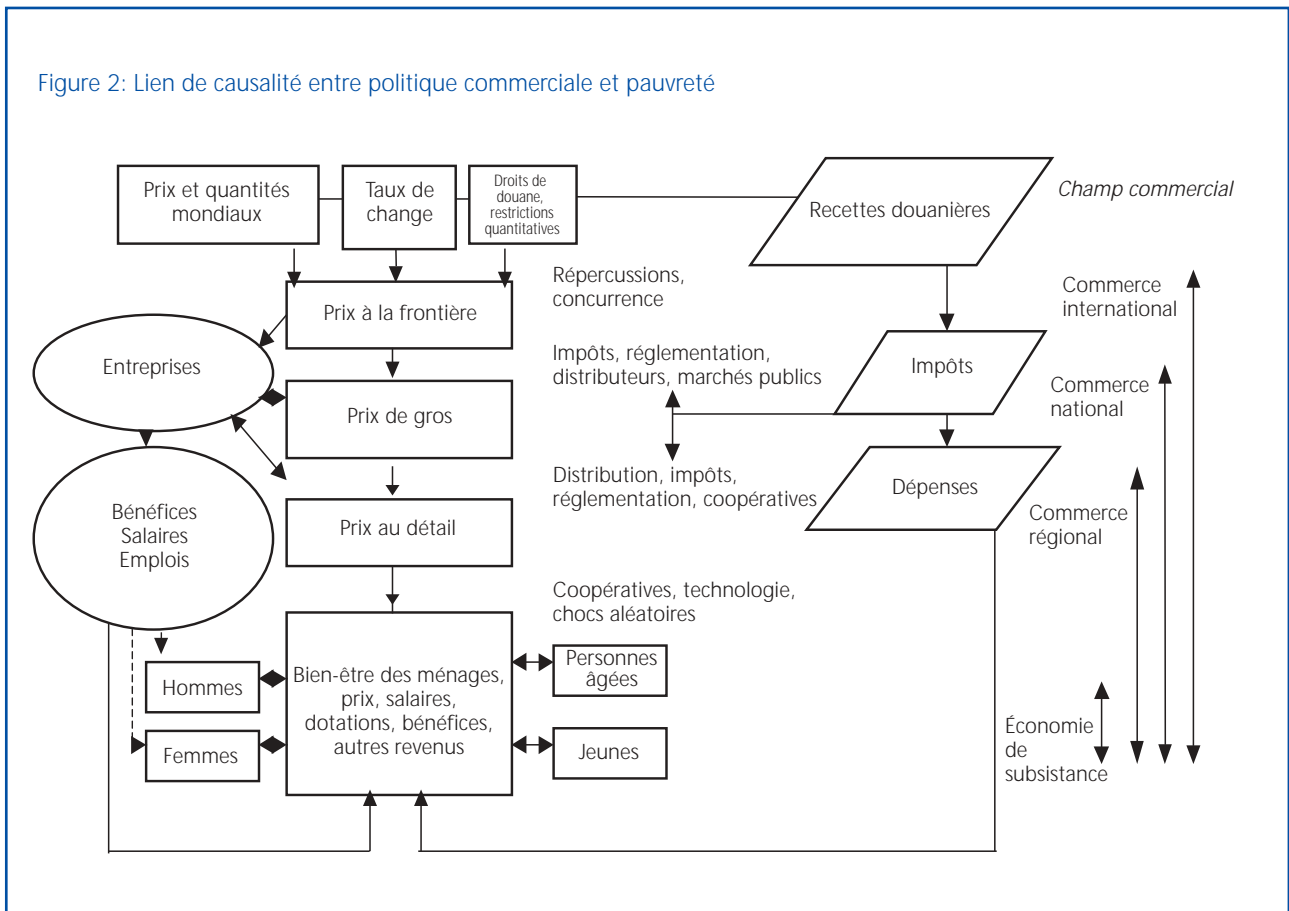 Figure 2: Lien de causalité entre politique commerciale et pauvreté
Prix et quantités
mondiaux
Taux de
change
Droits de
douane,
restrictions
quantitatives
Recettes douanières
Champ commercial
Répercussions,
concurrence
Commerce
international
Prix à la frontière
Entreprises
Impôts, réglementation,
distributeurs, marchés publics
Impôts
Commerce
national
Prix de gros
Distribution, impôts,
réglementation, coopératives
Dépenses
Commerce
régional
Bénéfices
Salaires
Emplois
Prix au détail
Coopératives, technologie,
chocs aléatoires
Hommes
Femmes
Bien-être des ménages,
prix, salaires,
dotations, bénéfices,
autres revenus
Personnes
âgées
Jeunes
Économie
de
subsistance